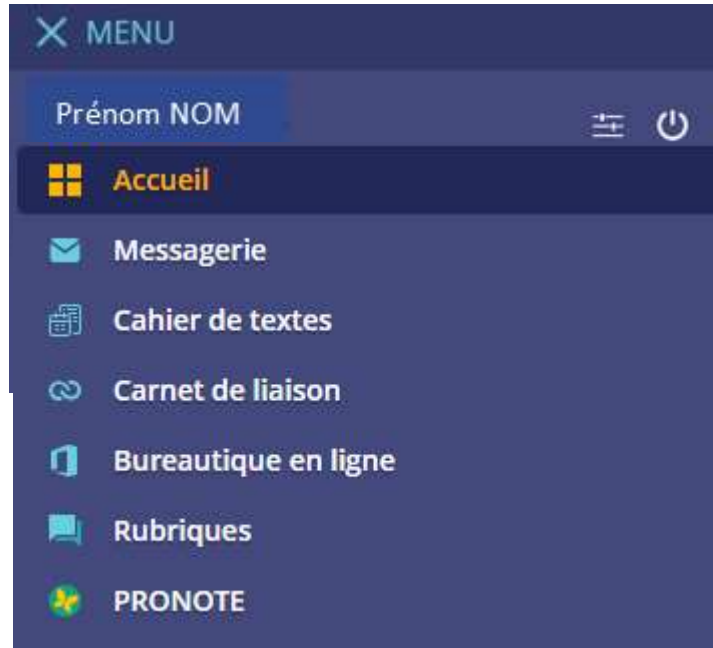 MENU
Prénom NOM
Accueil
Messagerie
Cahier de textes
Carnet de liaison
Bureautique en ligne
Rubriques
PRONOTE